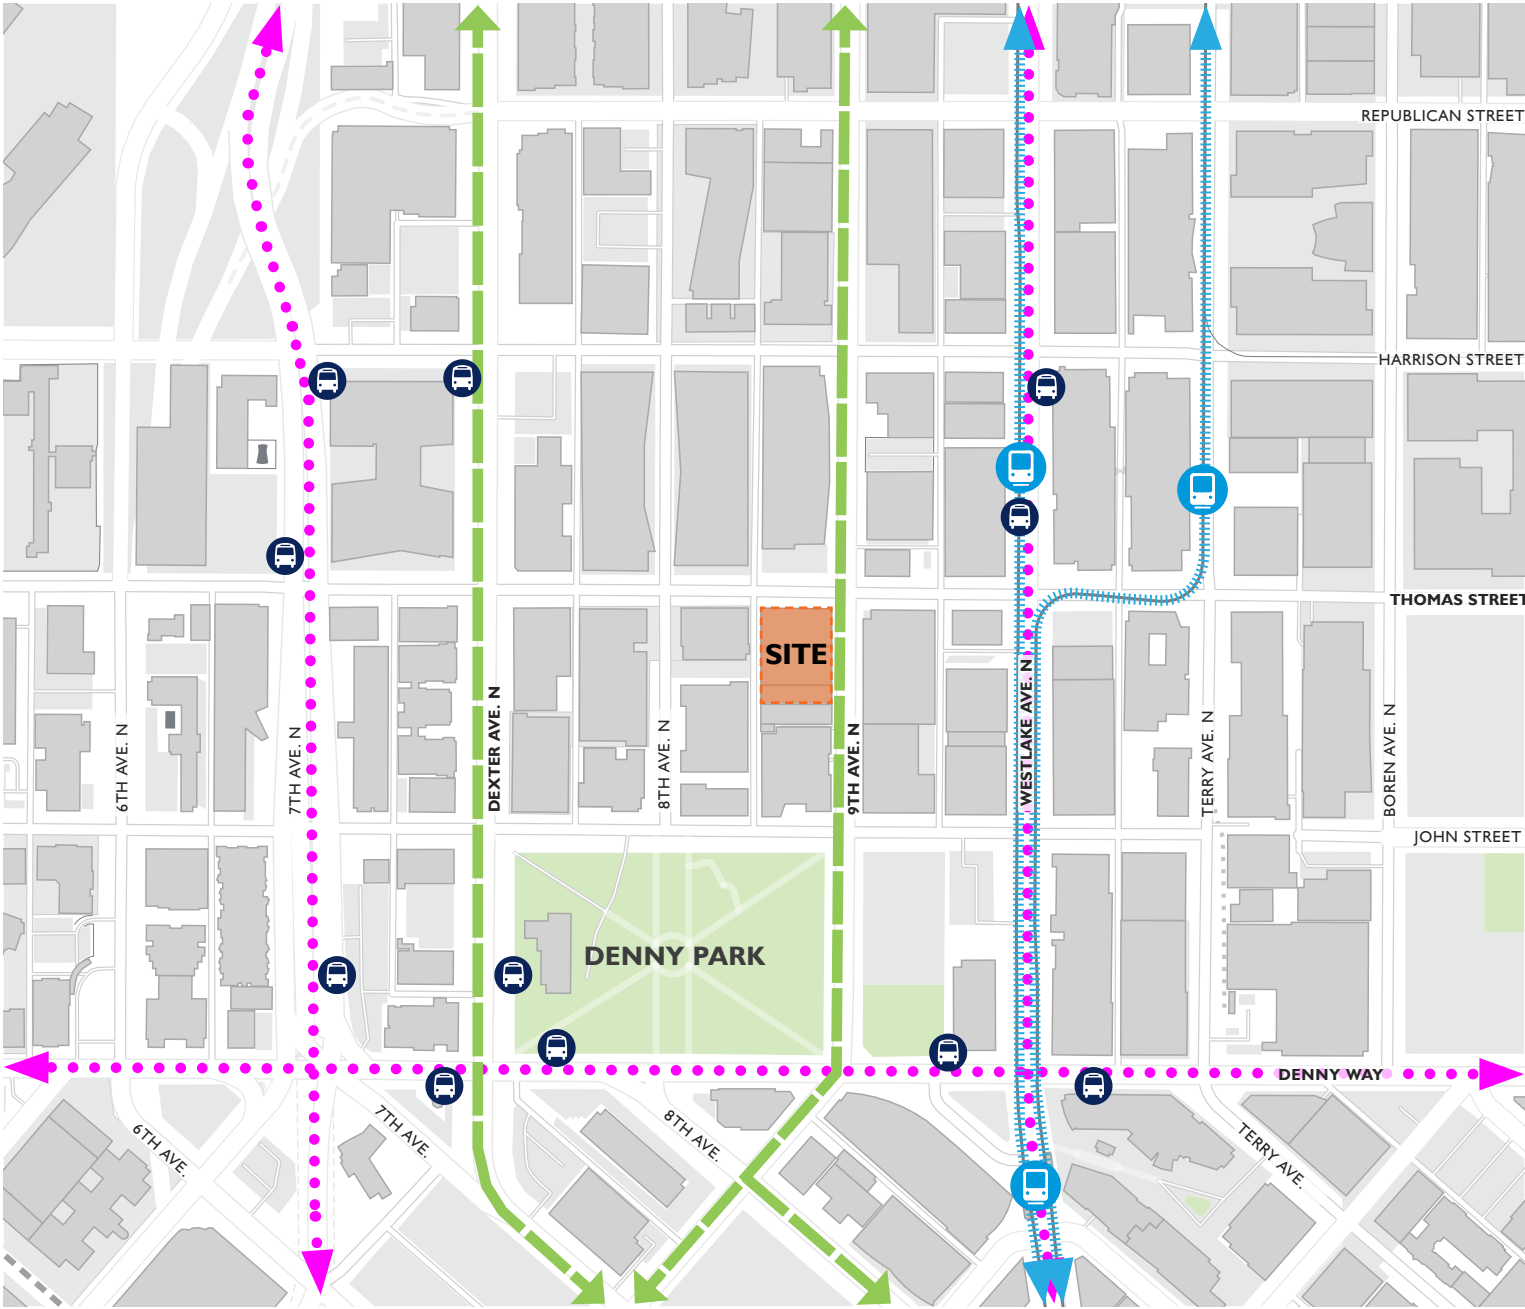 REPUBLICAN STREET
HARRISON STREET
THOMAS STREET
SITE
6TH AVE. N
7TH AVE. N
DEXTER AVE. N
8TH AVE. N
9TH AVE. N
WESTLAKE AVE. N
TERRY AVE. N
BOREN AVE. N
JOHN STREET
DENNY PARK
DENNY WAY
6TH AVE.
7TH AVE.
8TH AVE.
TERRY AVE.